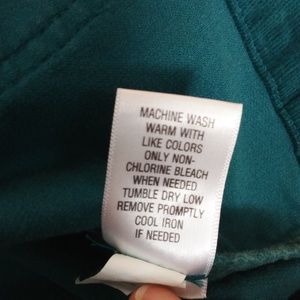 MACHINE WASH
WARM WITH
LIKE COLORS
ONLY NON-
CHLORINE BLEACH
WHEN NEEDED
TUMBLE DRY LOW
REMOVE PROMPTLY
COOL IRON
IF NEEDED